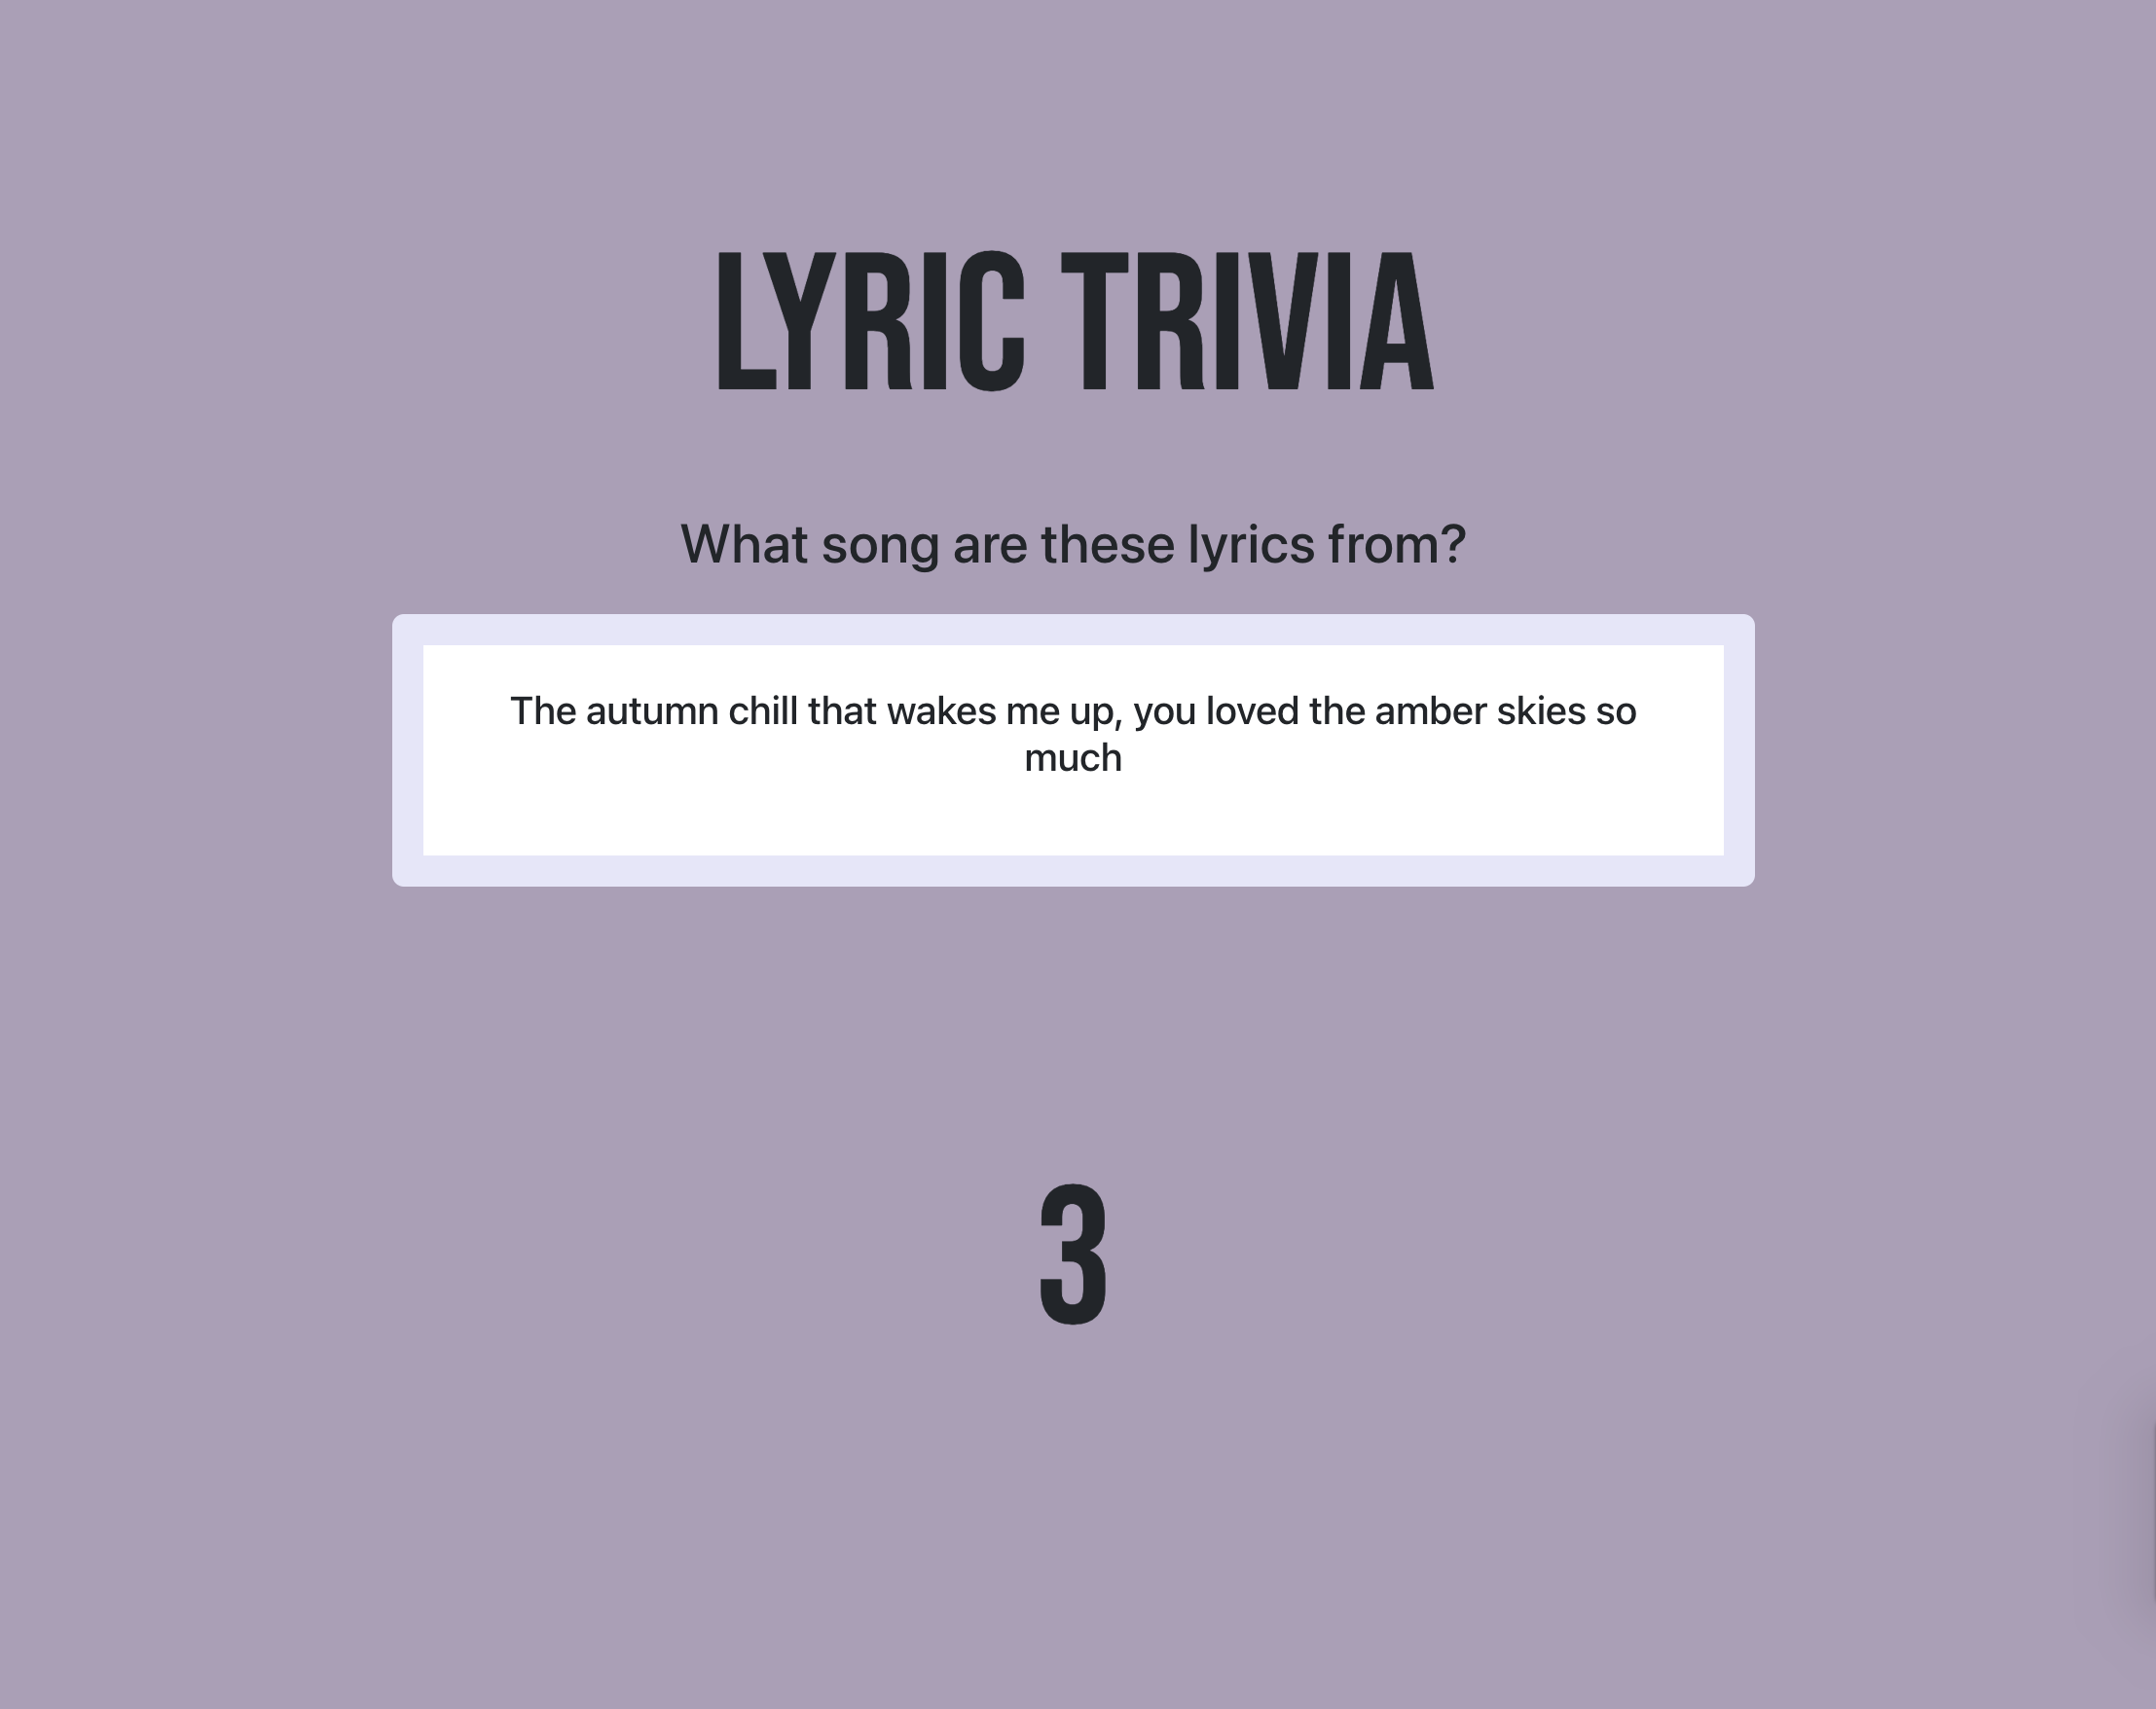 LYRIC TRIVIA
What song are these lyrics from?
The autumn chill that wakes me up, you loved the amber skies so
much
3